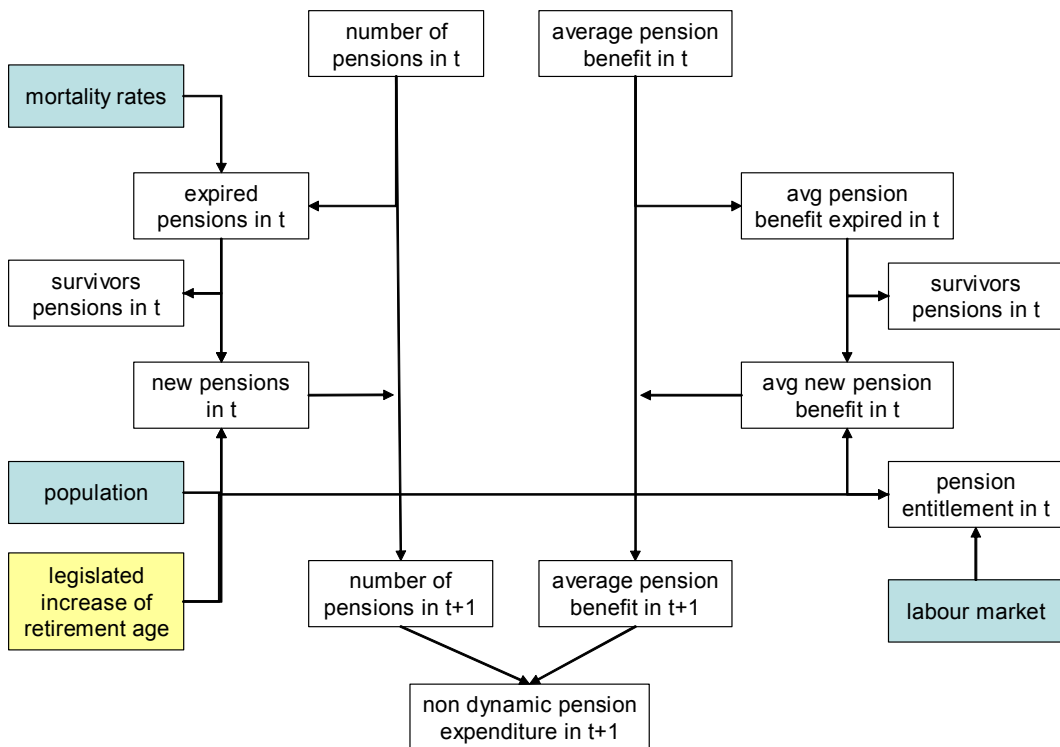 number of
pensions in t
average pension
benefit in t
mortality rates
expired
pensions in t
avg pension
benefit expired in t
survivors
pensions in t
survivors
pensions in t
new pensions
in t
avg new pension
benefit in t
population
pension
entitlement in t
legislated
increase of
retirement age
number of
pensions in t+1
average pension
benefit in t+1
labour market
non dynamic pension
expenditure in t+1